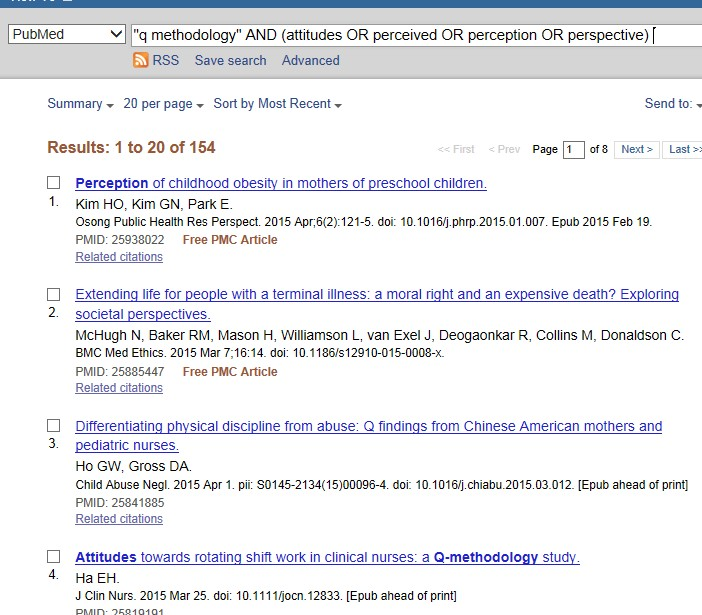 PubMed "q methodology" AND (attitudes OR perceived OR perception OR perspective)
RSS Save search Advanced
Summary 20 per page Sort by Most Recent Send to:
Results: 1 to 20 of 154 << First < Prev Page 1 of 8 Next > Last >>
Perception of childhood obesity in mothers of preschool children.
1. Kim HO, Kim GN, Park E.
Osong Public Health Res Perspect. 2015 Apr;6(2):121-5. doi: 10.1016/j.phrp.2015.01.007. Epub 2015 Feb 19.
PMID: 25938022 Free PMC Article
Related citations
Extending life for people with a terminal illness: a moral right and an expensive death? Exploring
2. societal perspectives.
McHugh N, Baker RM, Mason H, Williamson L, van Exel J, Deogaonkar R, Collins M, Donaldson C.
BMC Med Ethics. 2015 Mar 7;16:14. doi: 10.1186/s12910-015-0008-x.
PMID: 25885447 Free PMC Article
Related citations
Differentiating physical discipline from abuse: Q findings from Chinese American mothers and
3. pediatric nurses.
Ho GW, Gross DA.
Child Abuse Negl. 2015 Apr 1. pii: S0145-2134(15)00096-4. doi: 10.1016/j.chiabu.2015.03.012. [Epub ahead of print]
PMID: 25841885
Related citations
Attitudes towards rotating shift work in clinical nurses: a Q-methodology study.
4. Ha EH.
J Clin Nurs. 2015 Mar 25. doi: 10.1111/jocn.12833. [Epub ahead of print]
PMID: 25819191